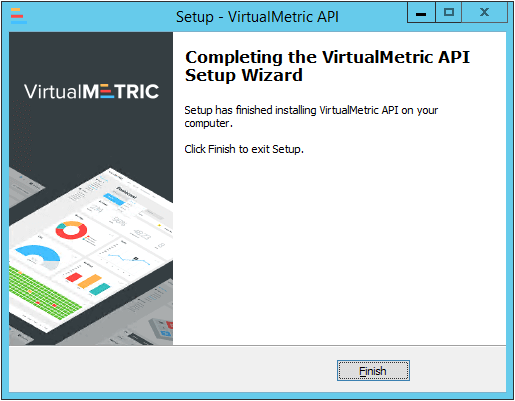 Setup - VirtualMetric API
Completing the VirtualMetric API
Setup Wizard
VirtualMETRIC
Setup has finished installing VirtualMetric API on your
computer.
Click Finish to exit Setup.
Finish